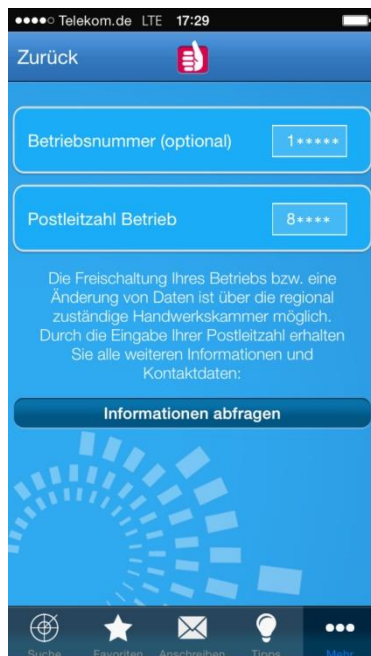 ●●●●○ Telekom.de LTE 17:29
Zurück
Betriebsnummer (optional) 1*****
Postleitzahl Betrieb 8****
Die Freischaltung Ihres Betriebs bzw. eine
Änderung von Daten ist über die regional
zuständige Handwerkskammer möglich.
Durch die Eingabe Ihrer Postleitzahl erhalten
Sie alle weiteren Informationen und
Kontaktdaten:
Informationen abfragen
Suche Favoriten Anschreiben Tipps Mehr